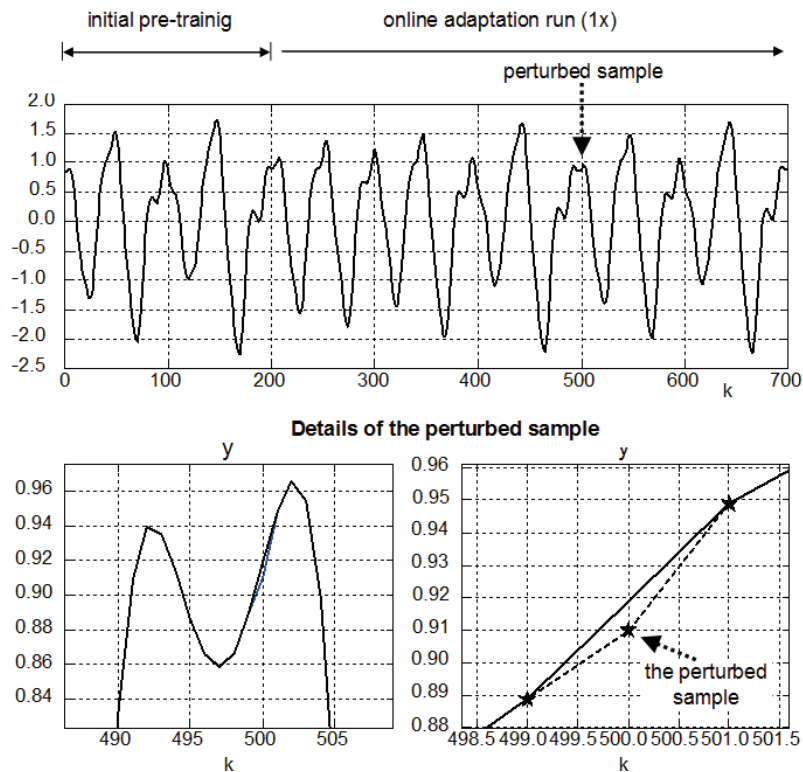 initial pre-trainig
online adaptation run (1x)
perturbed sample
2.0
1.5
1.0
0.5
0.0
-0.5
-1.0
-1.5
-2.0
-2.5
0 100 200 300 400 500 600 700
k
Details of the perturbed sample
y
0.96
0.94
0.92
0.90
0.88
0.86
0.84
490 495 500 505
k
y
0.96
0.95
0.94
0.93
0.92
0.91
0.90
0.89
0.88
the perturbed
sample
498.5 499.0 499.5 500.0 500.5 501.0 501.5
k